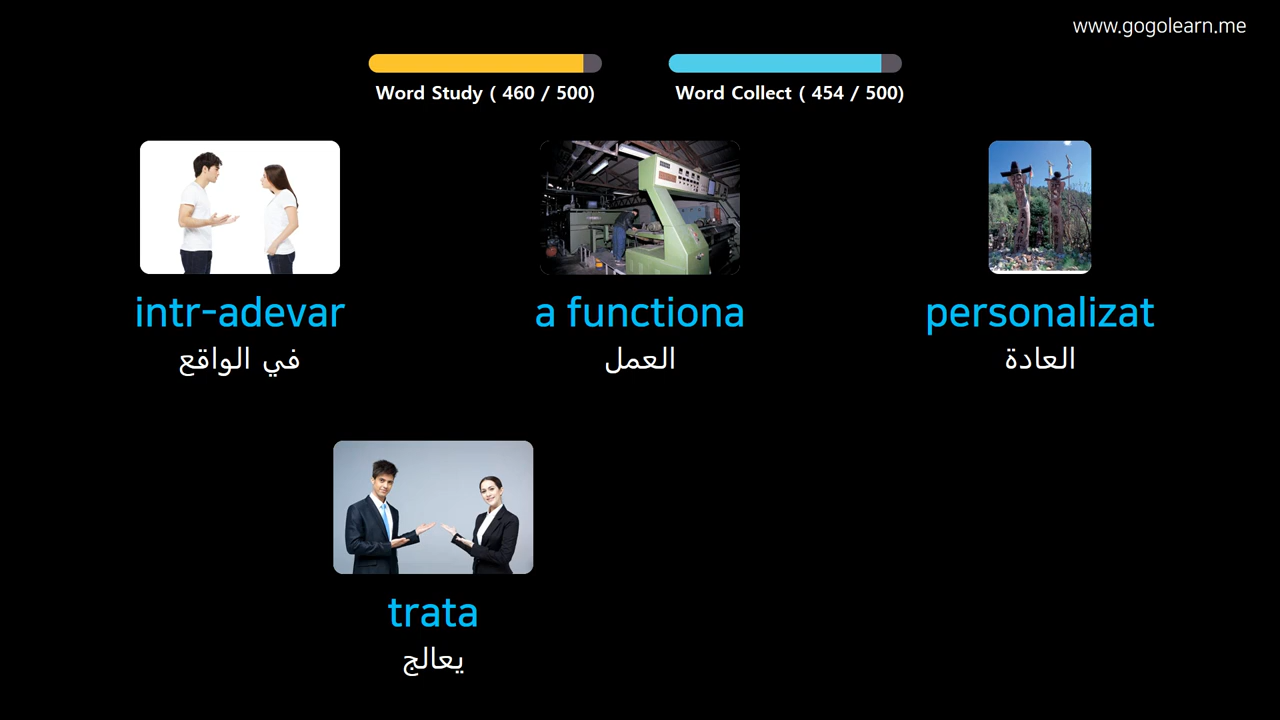 www.gogolearn.me
Word Study ( 460 / 500)
Word Collect ( 454 / 500)
intr-adevar
في الواقع
a functiona
العمل
personalizat
العادة
trata
يعالج